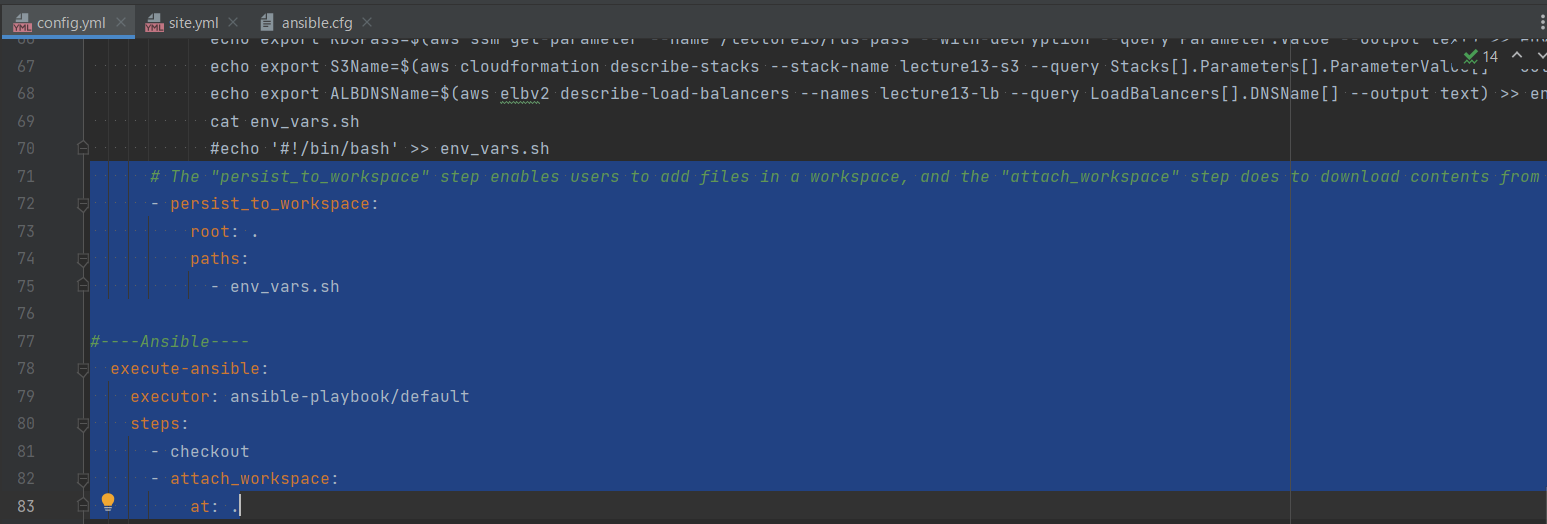 config.yml
site.yml
ansible.cfg
echo export RDSPass=$(aws ssm get-parameter --name /lecture13/rds-pass --with-decryption --query Parameter.Value --output text) >>
67 echo export S3Name=$(aws cloudformation describe-stacks --stack-name lecture13-s3 --query Stacks[].Parameters[].ParameterValue[]
14
68 echo export ALBDNSName=$(aws elbv2 describe-load-balancers --names lecture13-lb --query LoadBalancers[].DNSName[] --output text) >> en
69 cat env_vars.sh
70 #echo '#!/bin/bash' >> env_vars.sh
71 # The "persist_to_workspace" step enables users to add files in a workspace, and the "attach_workspace" step does to download contents from
72 - persist_to_workspace:
73 root: .
74 paths:
75 - env_vars.sh
76
77 #----Ansible----
78 execute-ansible:
79 executor: ansible-playbook/default
80 steps:
81 - checkout
82 - attach_workspace:
83 at: .